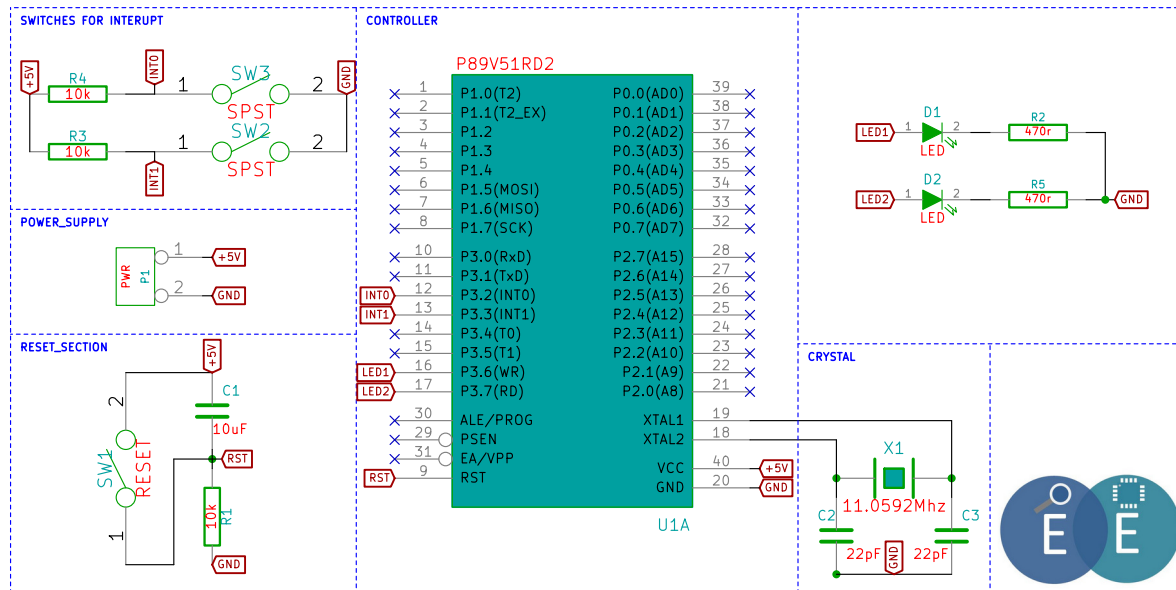 SWITCHES FOR INTERUPT
+5V
R4
10k
INT0
1
SW3
SPST
2
GND
R3
10k
INT1
1
SW2
SPST
2
POWER_SUPPLY
PWR
P1
1
+5V
2
GND
RESET_SECTION
+5V
2
C1
10uF
SW1
RESET
RST
1
10k
R1
GND
CONTROLLER
P89V51RD2
1 P1.0(T2) P0.0(AD0) 39
2 P1.1(T2_EX) P0.1(AD1) 38
3 P1.2 P0.2(AD2) 37
4 P1.3 P0.3(AD3) 36
5 P1.4 P0.4(AD4) 35
6 P1.5(MOSI) P0.5(AD5) 34
7 P1.6(MISO) P0.6(AD6) 33
8 P1.7(SCK) P0.7(AD7) 32
10 P3.0(RxD) P2.7(A15) 28
11 P3.1(TxD) P2.6(A14) 27
INT0 12 P3.2(INT0) P2.5(A13) 26
INT1 13 P3.3(INT1) P2.4(A12) 25
14 P3.4(T0) P2.3(A11) 24
15 P3.5(T1) P2.2(A10) 23
LED1 16 P3.6(WR) P2.1(A9) 22
LED2 17 P3.7(RD) P2.0(A8) 21
30 ALE/PROG XTAL1 19
29 PSEN XTAL2 18
31 EA/VPP VCC 40 +5V
RST 9 RST GND 20 GND
U1A
D1
LED1 1 2
LED
R2
470r
D2
LED2 1 2
LED
R5
470r
GND
CRYSTAL
X1
11.0592Mhz
C2
22pF
GND
C3
22pF
E E